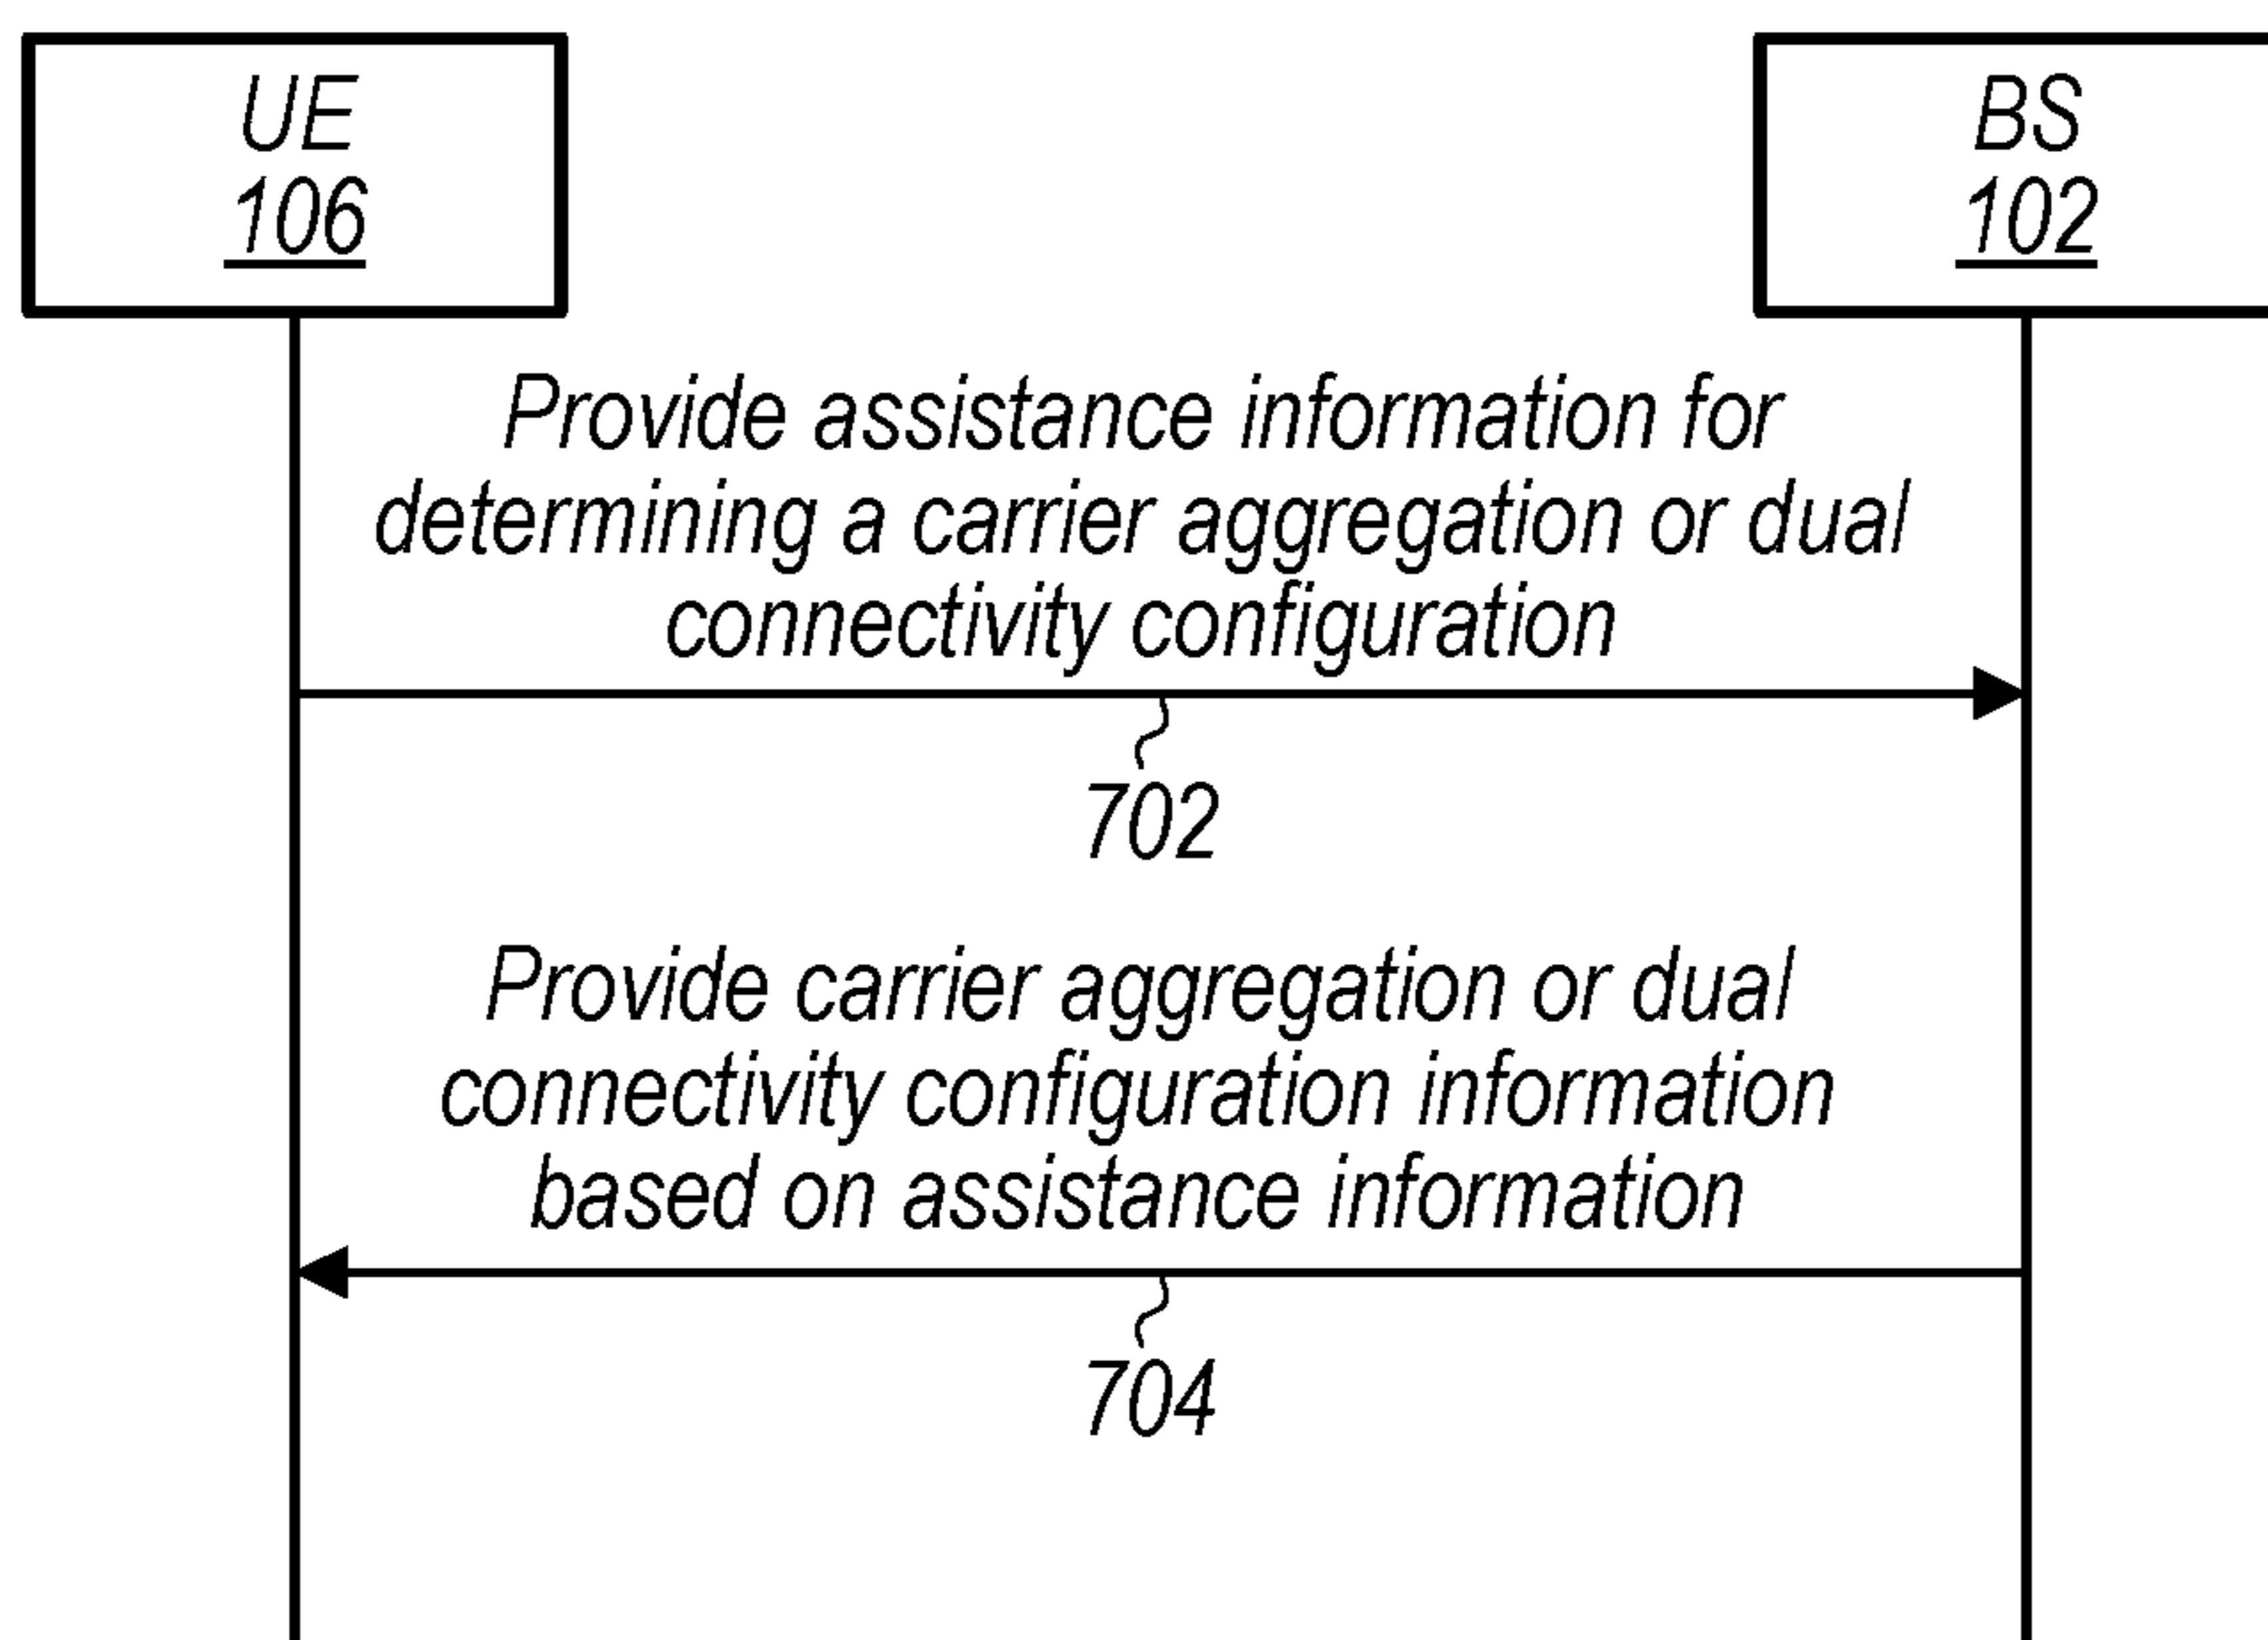 UE
106
BS
102
Provide assistance information for
determining a carrier aggregation or dual
connectivity configuration
702
Provide carrier aggregation or dual
connectivity configuration information
based on assistance information
704